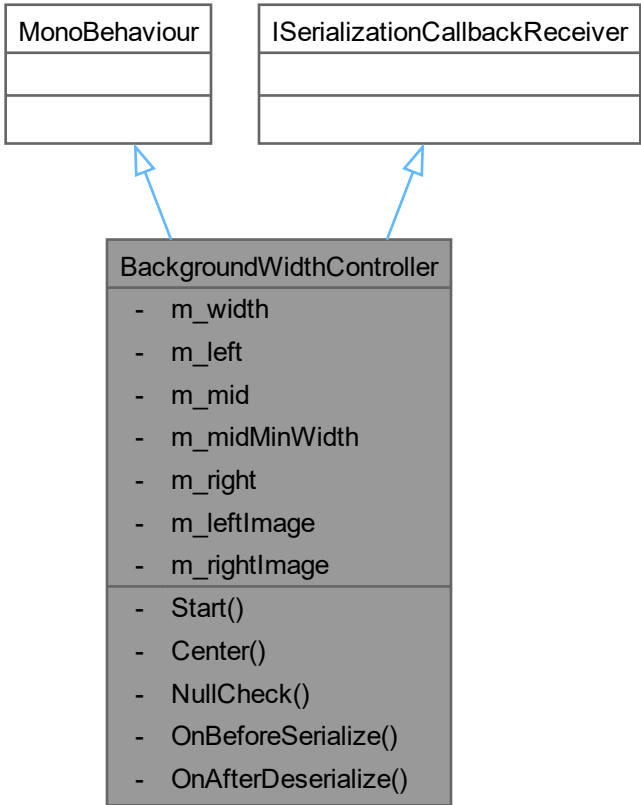 MonoBehaviour
ISerializationCallbackReceiver
BackgroundWidthController
- m_width
- m_left
- m_mid
- m_midMinWidth
- m_right
- m_leftImage
- m_rightImage
- Start()
- Center()
- NullCheck()
- OnBeforeSerialize()
- OnAfterDeserialize()